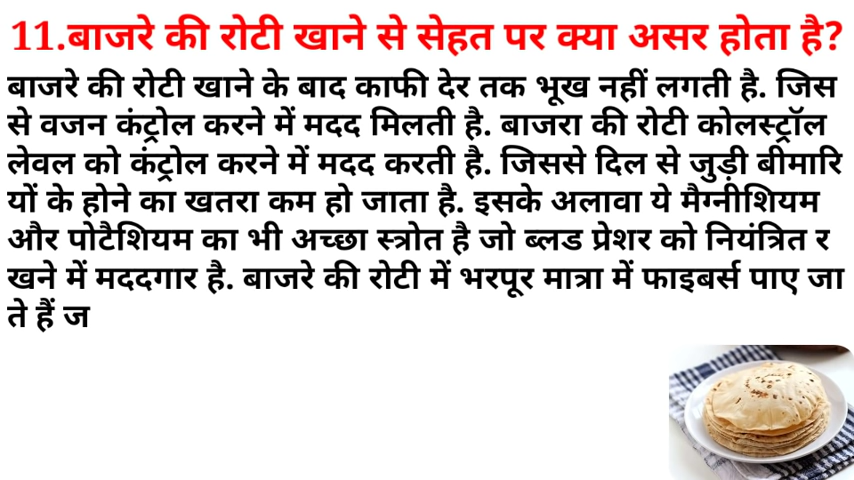 11.बाजरे की रोटी खाने से सेहत पर क्या असर होता है?
बाजरे की रोटी खाने के बाद काफी देर तक भूख नहीं लगती है. जिस
से वजन कंट्रोल करने में मदद मिलती है. बाजरा की रोटी कोलस्ट्रॉल
लेवल को कंट्रोल करने में मदद करती है. जिससे दिल से जुड़ी बीमारि
यों के होने का खतरा कम हो जाता है. इसके अलावा ये मैग्नीशियम
और पोटैशियम का भी अच्छा स्त्रोत है जो ब्लड प्रेशर को नियंत्रित र
खने में मददगार है. बाजरे की रोटी में भरपूर मात्रा में फाइबर्स पाए जा
ते हैं ज